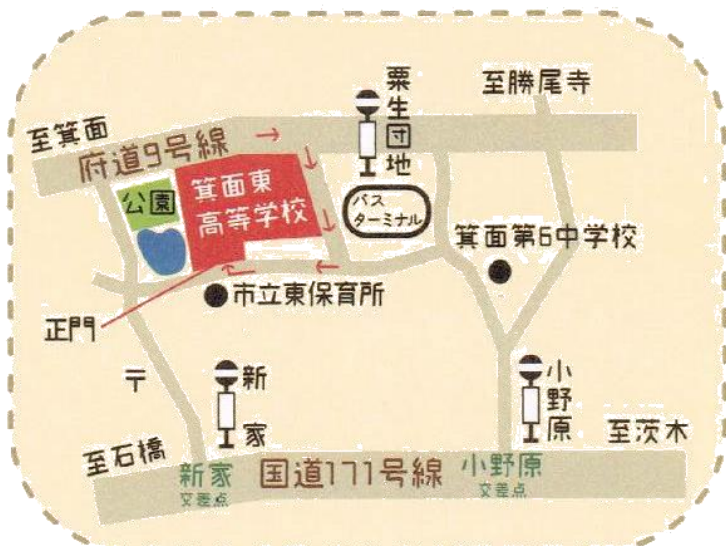 至勝尾寺
粟生団地
至箕面
府道9号線
公園
箕面東
高等学校
バス
ターミナル
箕面第6中学校
市立東保育所
正門
〒
新家
小野原
至茨木
至石橋
新家
交差点
国道171号線
小野原
交差点